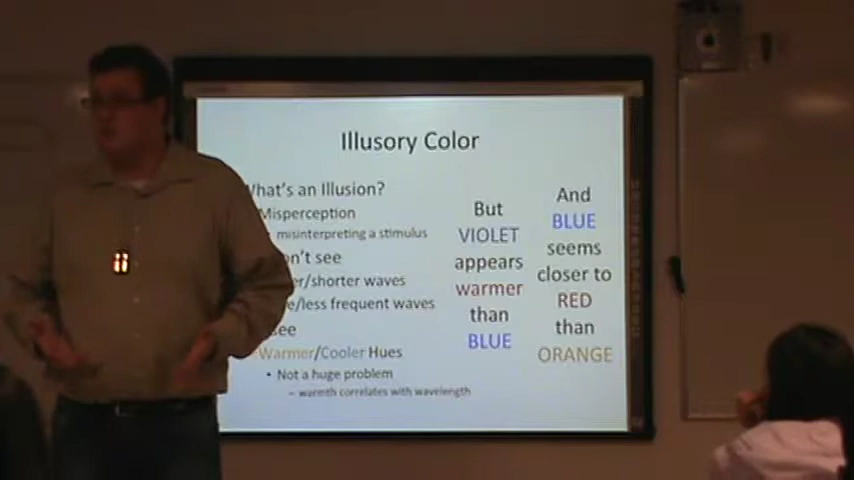 Illusory Color
hat's an Illusion?
Misperception
misinterpreting a stimulus
n't see
er/shorter waves
e/less frequent waves
see
Warmer/Cooler Hues
• Not a huge problem
– warmth correlates with wavelength
But
VIOLET
appears
warmer
than
BLUE
And
BLUE
seems
closer to
RED
than
ORANGE